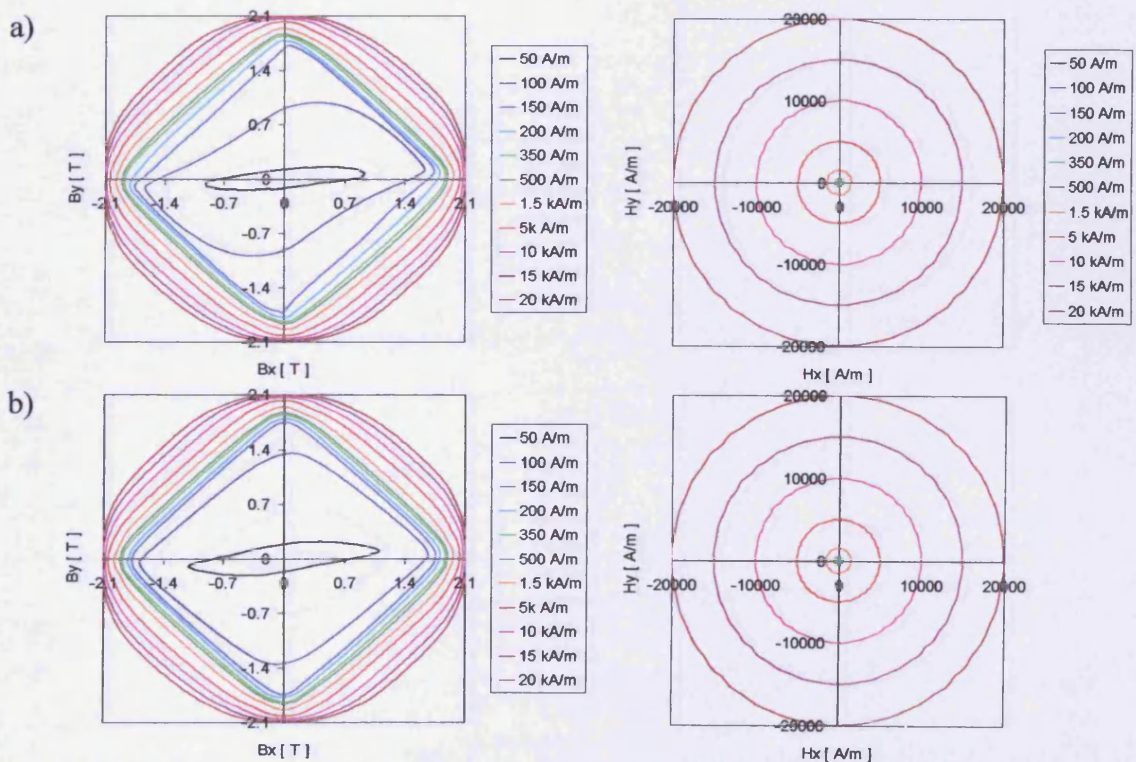 a)
2.1
1.4
0.7
0
-0.7
-1.4
-2.1
-2.1
-0.7
0
0.7
1.4
2.1
By [ T ]
Bx [ T ]
50 A/m
100 A/m
150 A/m
200 A/m
350 A/m
500 A/m
1.5 kA/m
5k A/m
10 kA/m
15 kA/m
20 kA/m
20000
10000
0
-10000
-20000
-20000
-10000
0
10000
20000
Hy [ A/m ]
Hx [ A/m ]
50 A/m
100 A/m
150 A/m
200 A/m
350 A/m
500 A/m
1.5 kA/m
5 kA/m
10 kA/m
15 kA/m
20 kA/m
b)
2.1
1.4
0.7
0
-0.7
-1.4
-2.1
-2.1
-1.4
-0.7
0
0.7
1.4
2.1
By [ T ]
Bx [ T ]
50 A/m
100 A/m
150 A/m
200 A/m
350 A/m
500 A/m
1.5 kA/m
5k A/m
10 kA/m
15 kA/m
20 kA/m
20000
10000
0
-10000
-20000
-20000
-10000
0
10000
20000
Hy [ A/m ]
Hx [ A/m ]